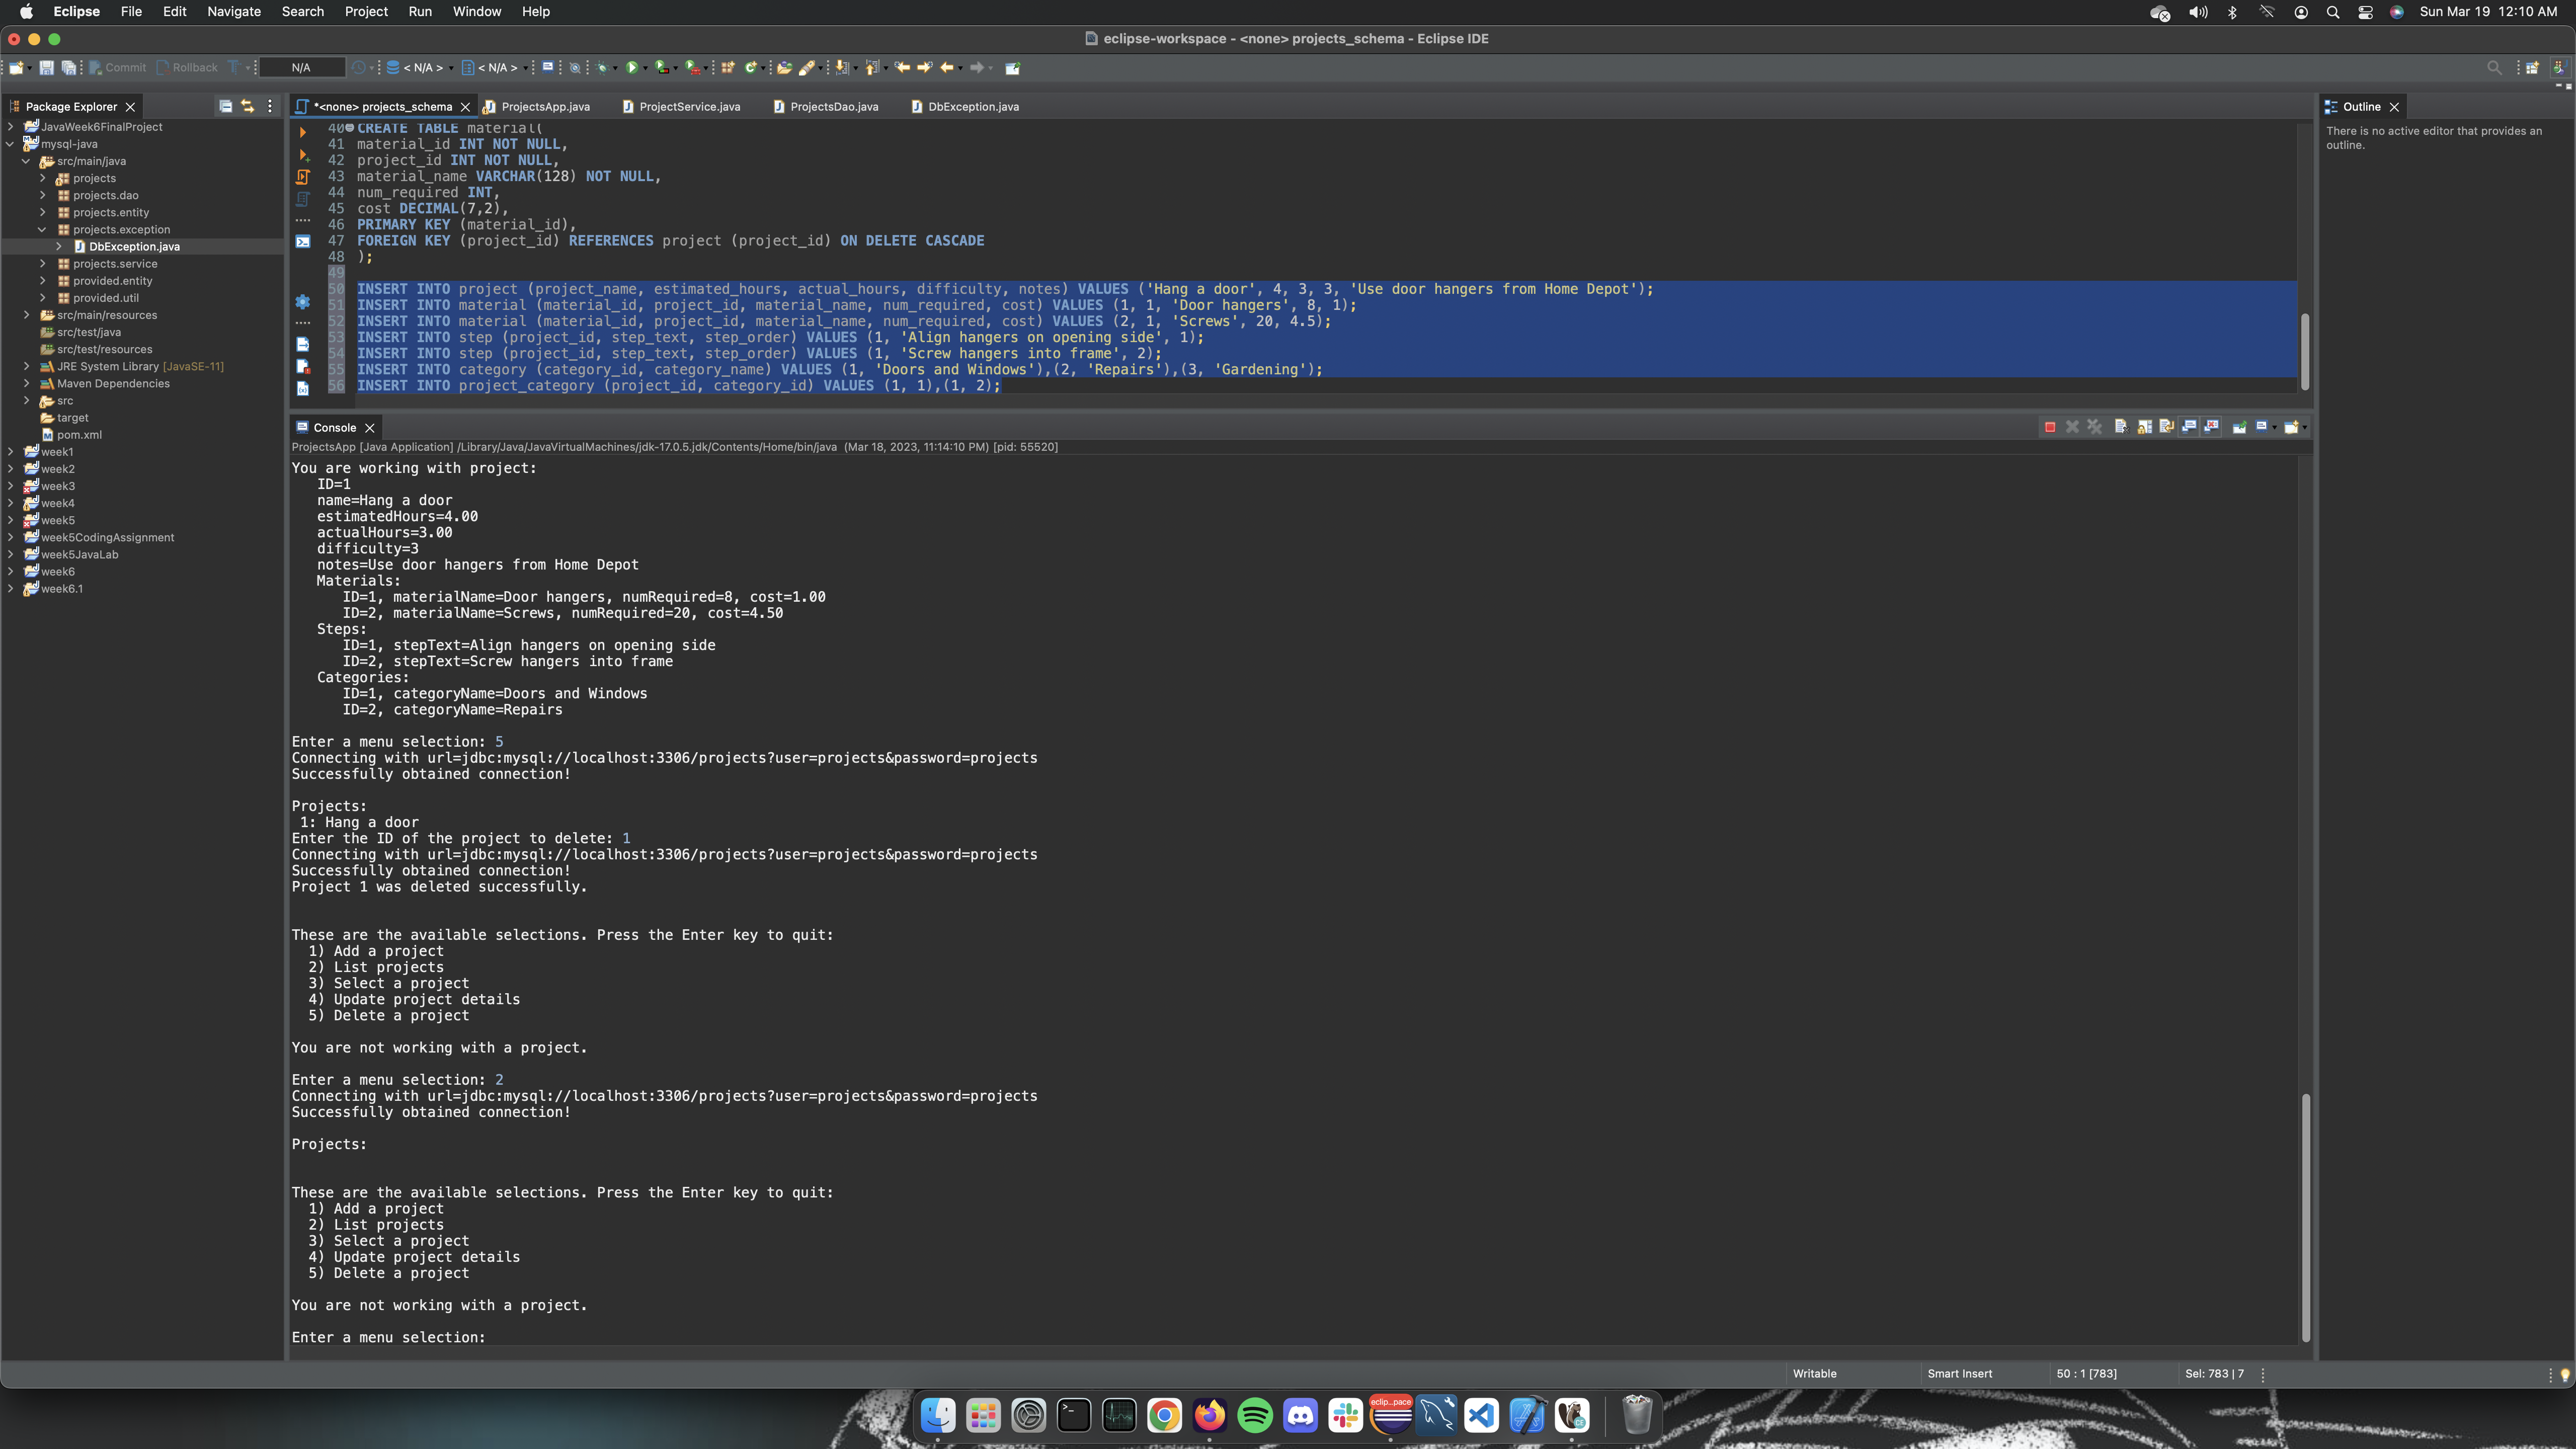 Eclipse File Edit Navigate Search Project Run Window Help
Sun Mar 19 12:10 AM
eclipse-workspace - <none> projects_schema - Eclipse IDE
Commit Rollback N/A < N/A > < N/A >
Package Explorer
JavaWeek6FinalProject
mysql-java
src/main/java
projects
projects.dao
projects.entity
projects.exception
DbException.java
projects.service
provided.entity
provided.util
src/main/resources
src/test/java
src/test/resources
JRE System Library [JavaSE-11]
Maven Dependencies
src
target
pom.xml
week1
week2
week3
week4
week5
week5CodingAssignment
week5JavaLab
week6
week6.1
*<none> projects_schema ProjectsApp.java ProjectService.java ProjectsDao.java DbException.java
40 CREATE TABLE material(
41 material_id INT NOT NULL,
42 project_id INT NOT NULL,
43 material_name VARCHAR(128) NOT NULL,
44 num_required INT,
45 cost DECIMAL(7,2),
46 PRIMARY KEY (material_id),
47 FOREIGN KEY (project_id) REFERENCES project (project_id) ON DELETE CASCADE
48 );
49
50 INSERT INTO project (project_name, estimated_hours, actual_hours, difficulty, notes) VALUES ('Hang a door', 4, 3, 3, 'Use door hangers from Home Depot');
51 INSERT INTO material (material_id, project_id, material_name, num_required, cost) VALUES (1, 1, 'Door hangers', 8, 1);
52 INSERT INTO material (material_id, project_id, material_name, num_required, cost) VALUES (2, 1, 'Screws', 20, 4.5);
53 INSERT INTO step (project_id, step_text, step_order) VALUES (1, 'Align hangers on opening side', 1);
54 INSERT INTO step (project_id, step_text, step_order) VALUES (1, 'Screw hangers into frame', 2);
55 INSERT INTO category (category_id, category_name) VALUES (1, 'Doors and Windows'),(2, 'Repairs'),(3, 'Gardening');
56 INSERT INTO project_category (project_id, category_id) VALUES (1, 1),(1, 2);
Console
ProjectsApp [Java Application] /Library/Java/JavaVirtualMachines/jdk-17.0.5.jdk/Contents/Home/bin/java (Mar 18, 2023, 11:14:10 PM) [pid: 55520]
You are working with project:
ID=1
name=Hang a door
estimatedHours=4.00
actualHours=3.00
difficulty=3
notes=Use door hangers from Home Depot
Materials:
ID=1, materialName=Door hangers, numRequired=8, cost=1.00
ID=2, materialName=Screws, numRequired=20, cost=4.50
Steps:
ID=1, stepText=Align hangers on opening side
ID=2, stepText=Screw hangers into frame
Categories:
ID=1, categoryName=Doors and Windows
ID=2, categoryName=Repairs
Enter a menu selection: 5
Connecting with url=jdbc:mysql://localhost:3306/projects?user=projects&password=projects
Successfully obtained connection!
Projects:
1: Hang a door
Enter the ID of the project to delete: 1
Connecting with url=jdbc:mysql://localhost:3306/projects?user=projects&password=projects
Successfully obtained connection!
Project 1 was deleted successfully.
These are the available selections. Press the Enter key to quit:
1) Add a project
2) List projects
3) Select a project
4) Update project details
5) Delete a project
You are not working with a project.
Enter a menu selection: 2
Connecting with url=jdbc:mysql://localhost:3306/projects?user=projects&password=projects
Successfully obtained connection!
Projects:
These are the available selections. Press the Enter key to quit:
1) Add a project
2) List projects
3) Select a project
4) Update project details
5) Delete a project
You are not working with a project.
Enter a menu selection:
Outline
There is no active editor that provides an
outline.
Writable Smart Insert 50 : 1 [783] Sel: 783 | 7
eclip...pace